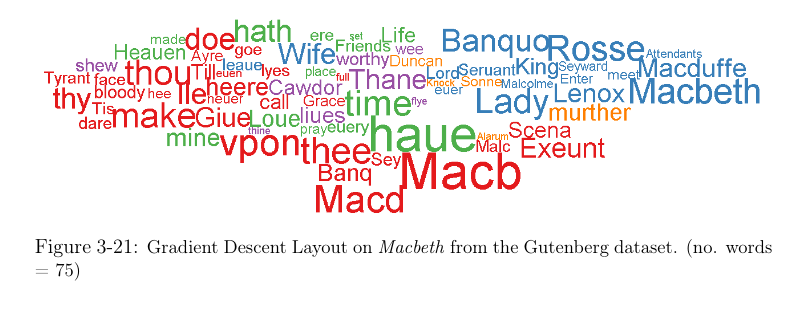 made doe hath ere set Life
Heauen Ayre goe Wife Friends wee Banquo Rosse Attendants
shew thou Till leaue worthy Duncan King Seyward Macduffe
Tyrant face euen Iyes place full Thane Lord Seruant Enter meet
thy bloody hee Ile heere Cawdor Knock Sonne Malcolme Macbeth
Tis heuer call Grace time flye euer Lady Lenox
dare make Giue Loue liues murther
mine thine pray euery haue Alarum Scena
vpon thee Sey Malc Exeunt
Banq Macb
Macd
Figure 3-21: Gradient Descent Layout on Macbeth from the Gutenberg dataset. (no. words
= 75)